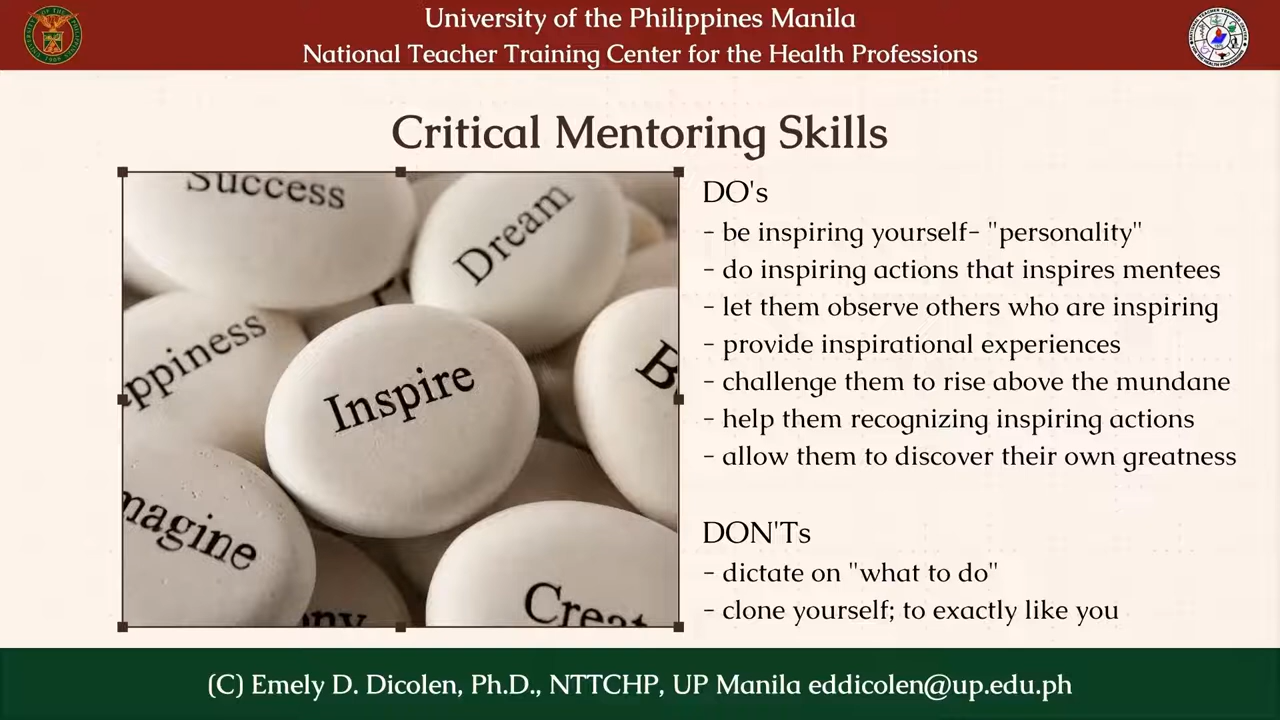 University of the Philippines Manila
National Teacher Training Center for the Health Professions
Critical Mentoring Skills
Success
Dream
ppiness
Inspire
B
magine
ony
Creat
DO's
- be inspiring yourself- "personality"
- do inspiring actions that inspires mentees
- let them observe others who are inspiring
- provide inspirational experiences
- challenge them to rise above the mundane
- help them recognizing inspiring actions
- allow them to discover their own greatness
DON'Ts
- dictate on "what to do"
- clone yourself; to exactly like you
(C) Emely D. Dicolen, Ph.D., NTTCHP, UP Manila eddicolen@up.edu.ph